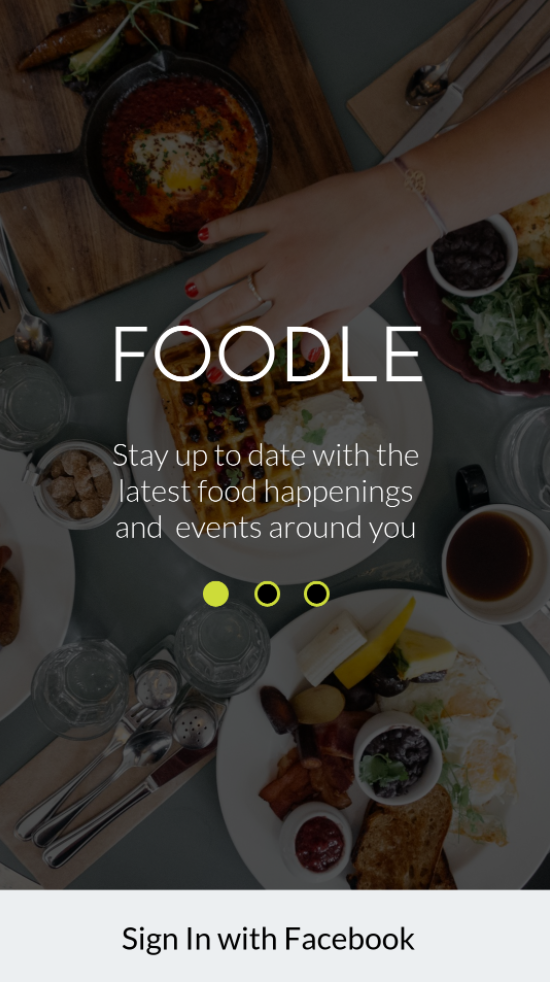 FOODLE
Stay up to date with the
latest food happenings
and  events around you
Sign In with Facebook